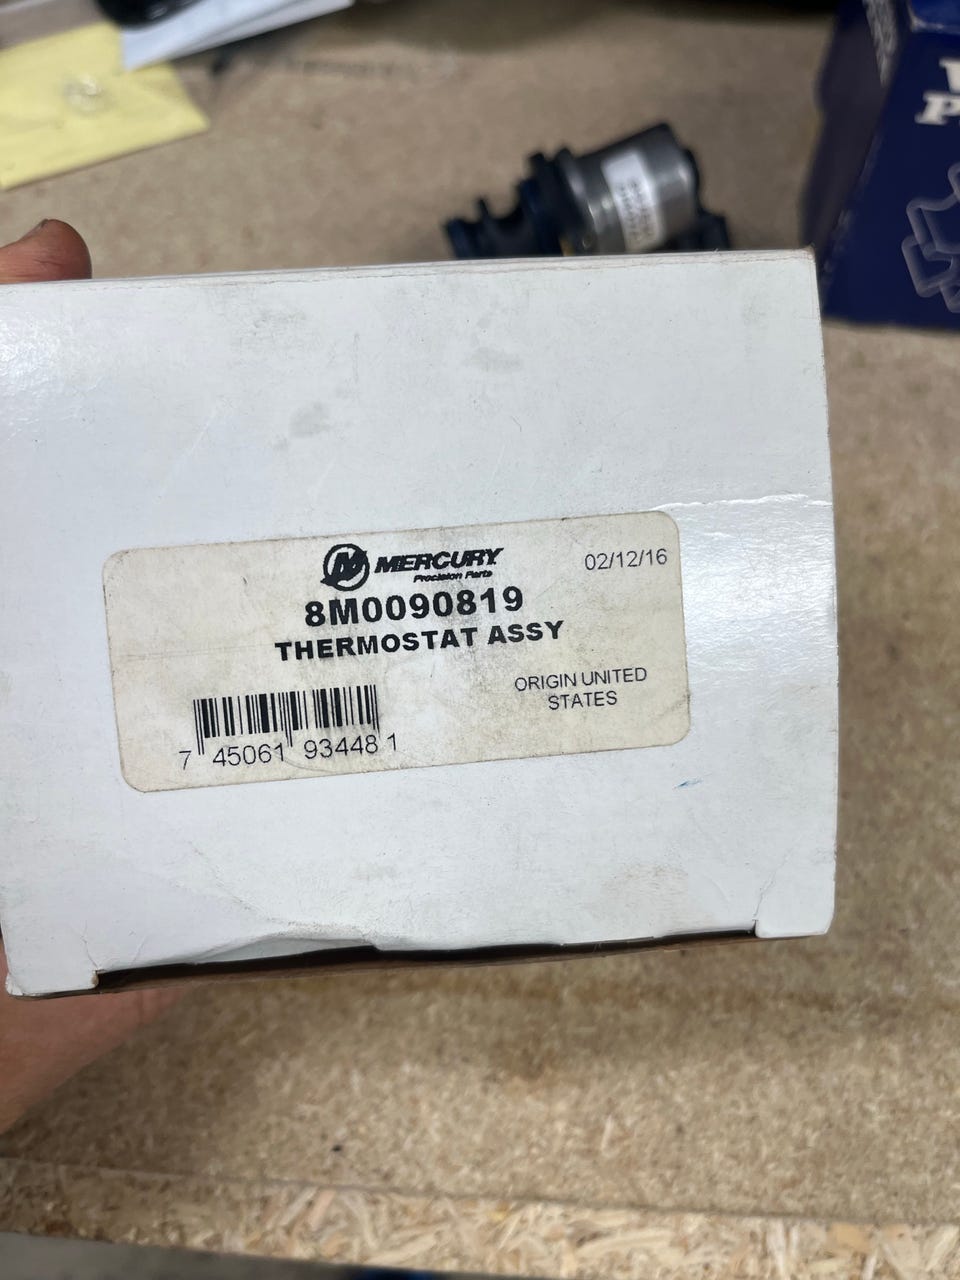 MERCURY
Precision Parts
02/12/16
8M0090819
THERMOSTAT ASSY
ORIGIN UNITED
STATES
7 45061 93448 1